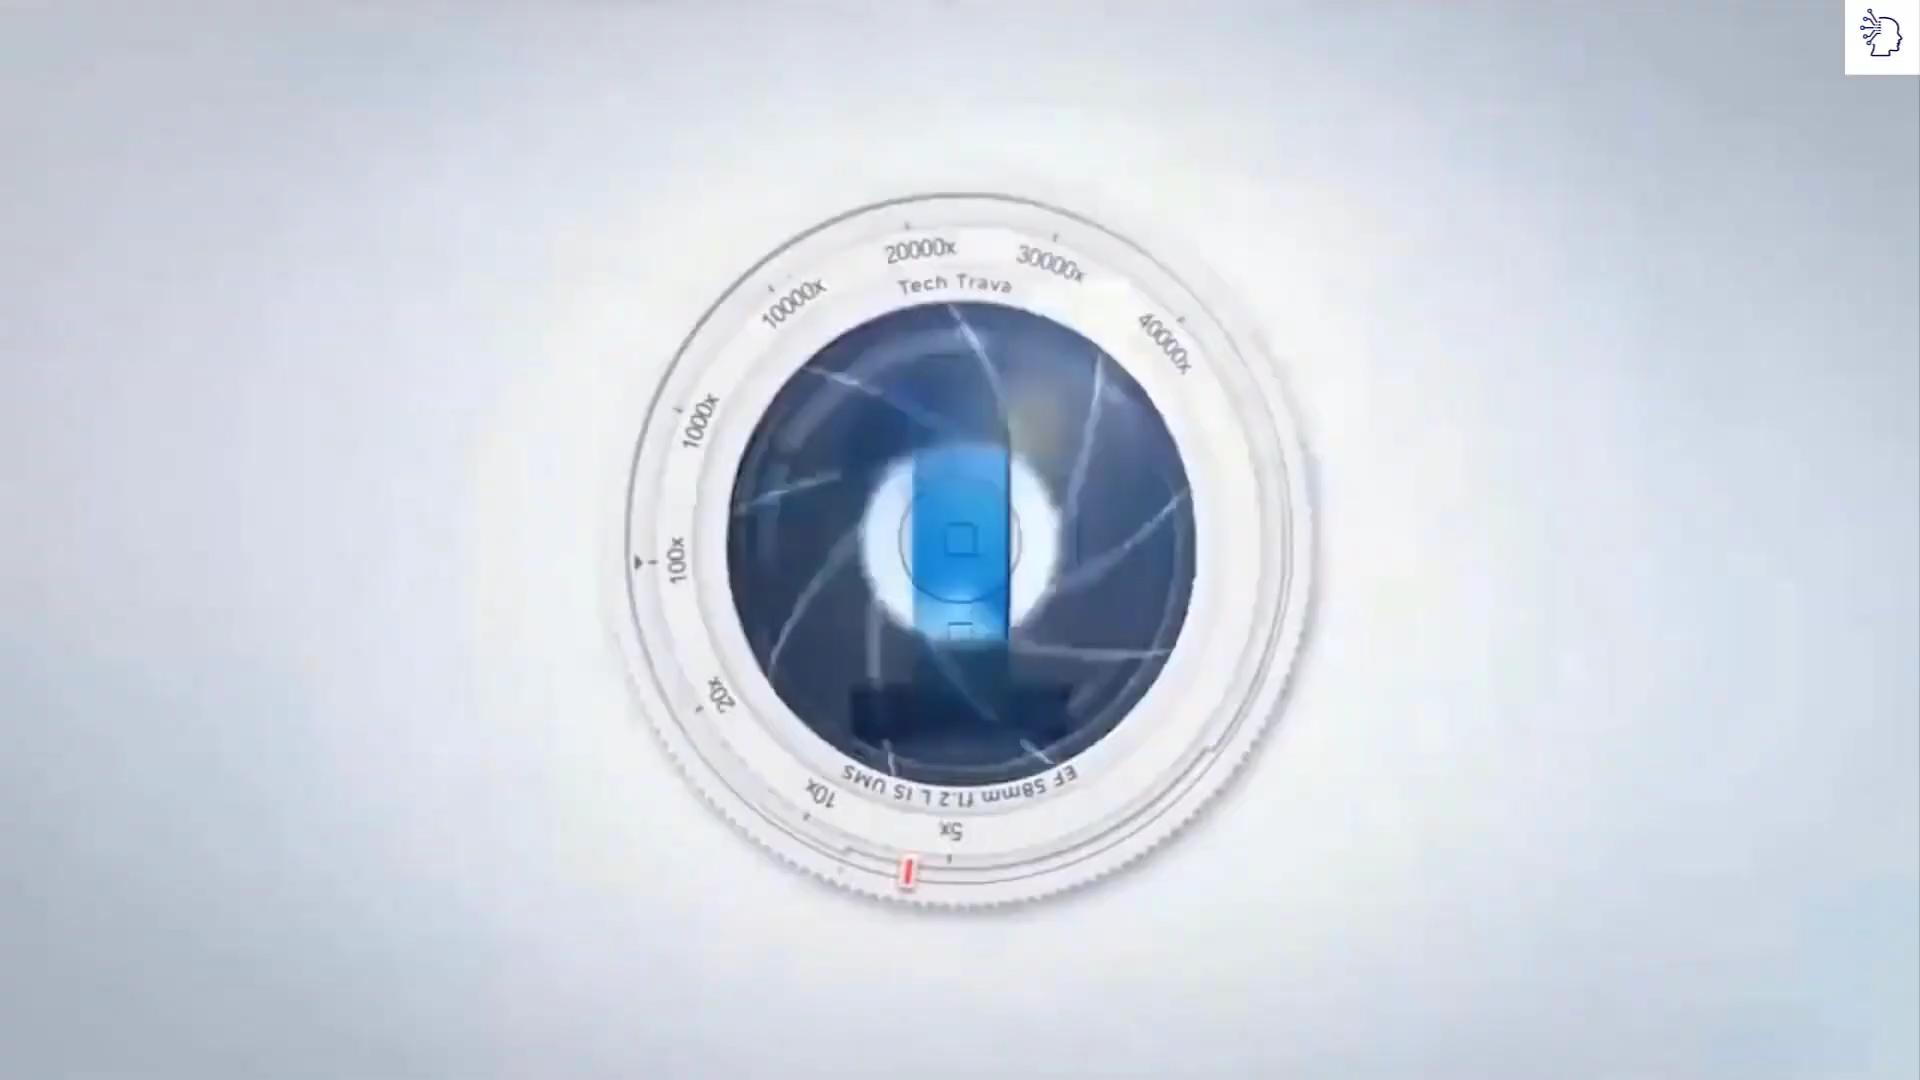 20000x
30000x
10000x
Tech Trava
40000x
1000x
100x
20x
10x
EF 58mm f1.2 L IS UMS
5x